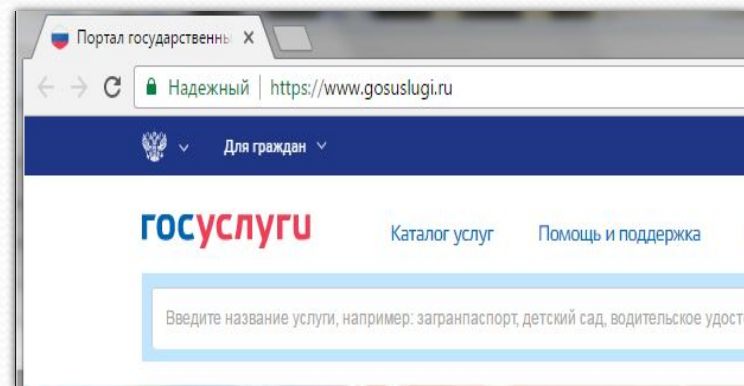 Портал государственны
Надежный | https://www.gosuslugi.ru
Для граждан
госуслуги Каталог услуг Помощь и поддержка
Введите название услуги, например: загранпаспорт, детский сад, водительское удост